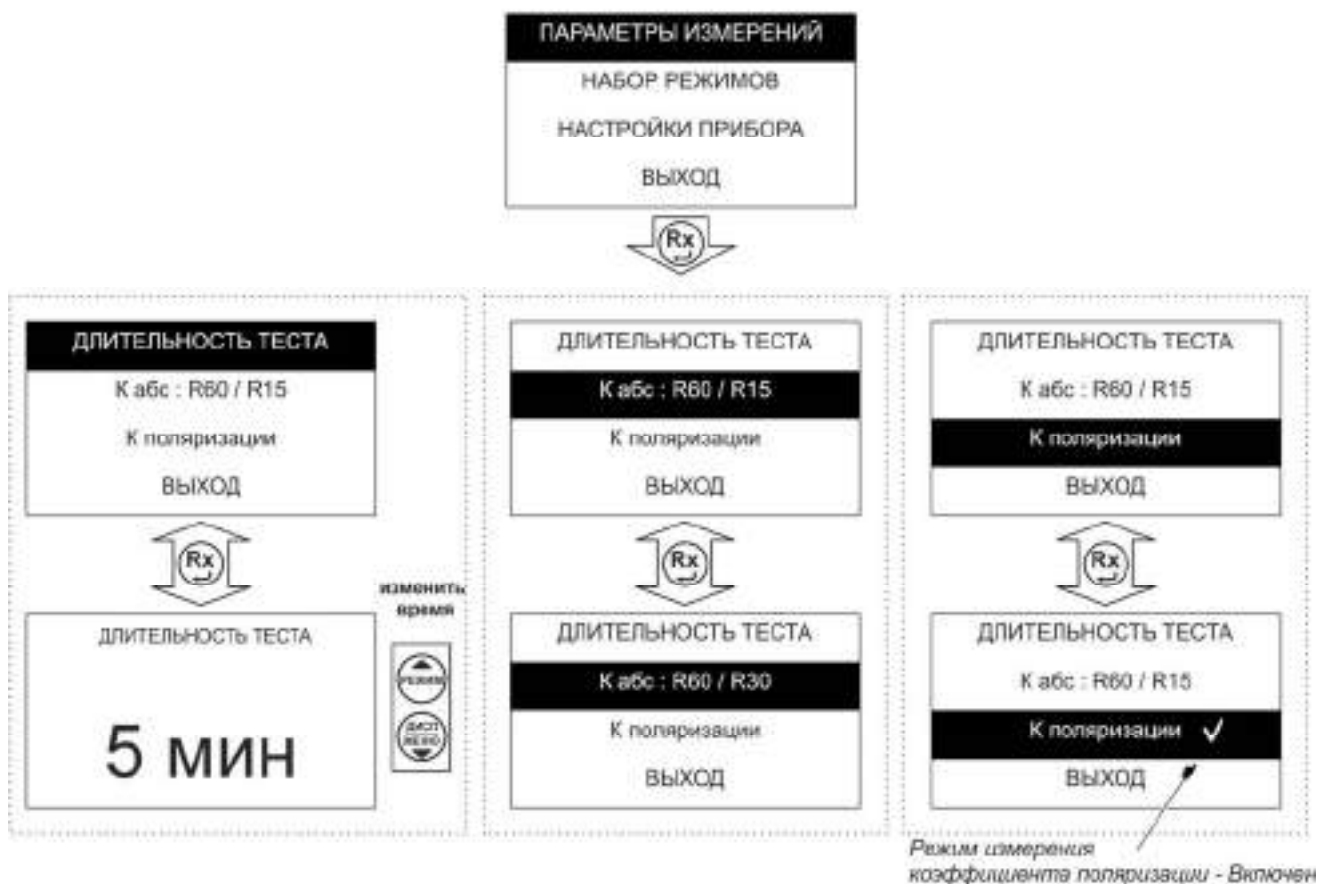 ПАРАМЕТРЫ ИЗМЕРЕНИЙ
НАБОР РЕЖИМОВ
НАСТРОЙКИ ПРИБОРА
ВЫХОД
Rx
ДЛИТЕЛЬНОСТЬ ТЕСТА
К абс : R60 / R15
К поляризации
ВЫХОД
Rx
ДЛИТЕЛЬНОСТЬ ТЕСТА
5 мин
изменить
время
РЕЖИМ
МЕНЮ
ДЛИТЕЛЬНОСТЬ ТЕСТА
К абс : R60 / R15
К поляризации
ВЫХОД
Rx
ДЛИТЕЛЬНОСТЬ ТЕСТА
К абс : R60 / R30
К поляризации
ВЫХОД
ДЛИТЕЛЬНОСТЬ ТЕСТА
К абс : R60 / R15
К поляризации
ВЫХОД
Rx
ДЛИТЕЛЬНОСТЬ ТЕСТА
К абс : R60 / R15
К поляризации ✓
ВЫХОД
Режим измерения
коэффициента поляризации - Включен